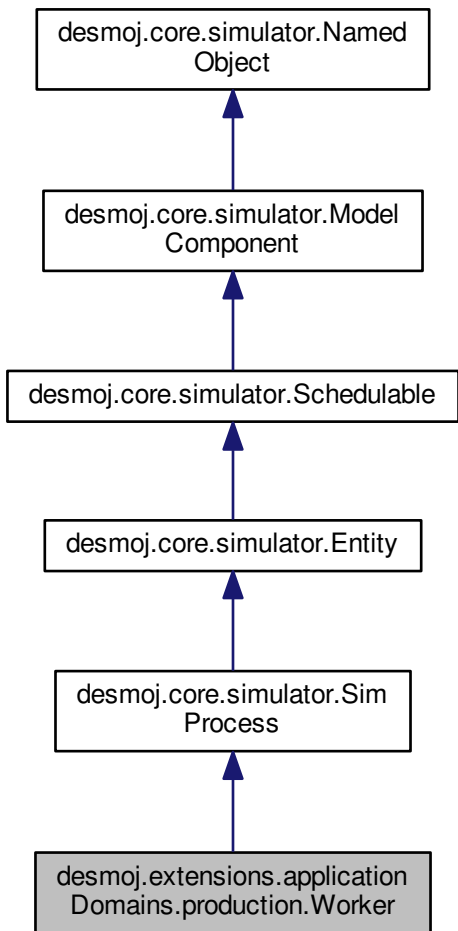 desmoj.core.simulator.Named
Object
desmoj.core.simulator.Model
Component
desmoj.core.simulator.Schedulable
desmoj.core.simulator.Entity
desmoj.core.simulator.Sim
Process
desmoj.extensions.application
Domains.production.Worker